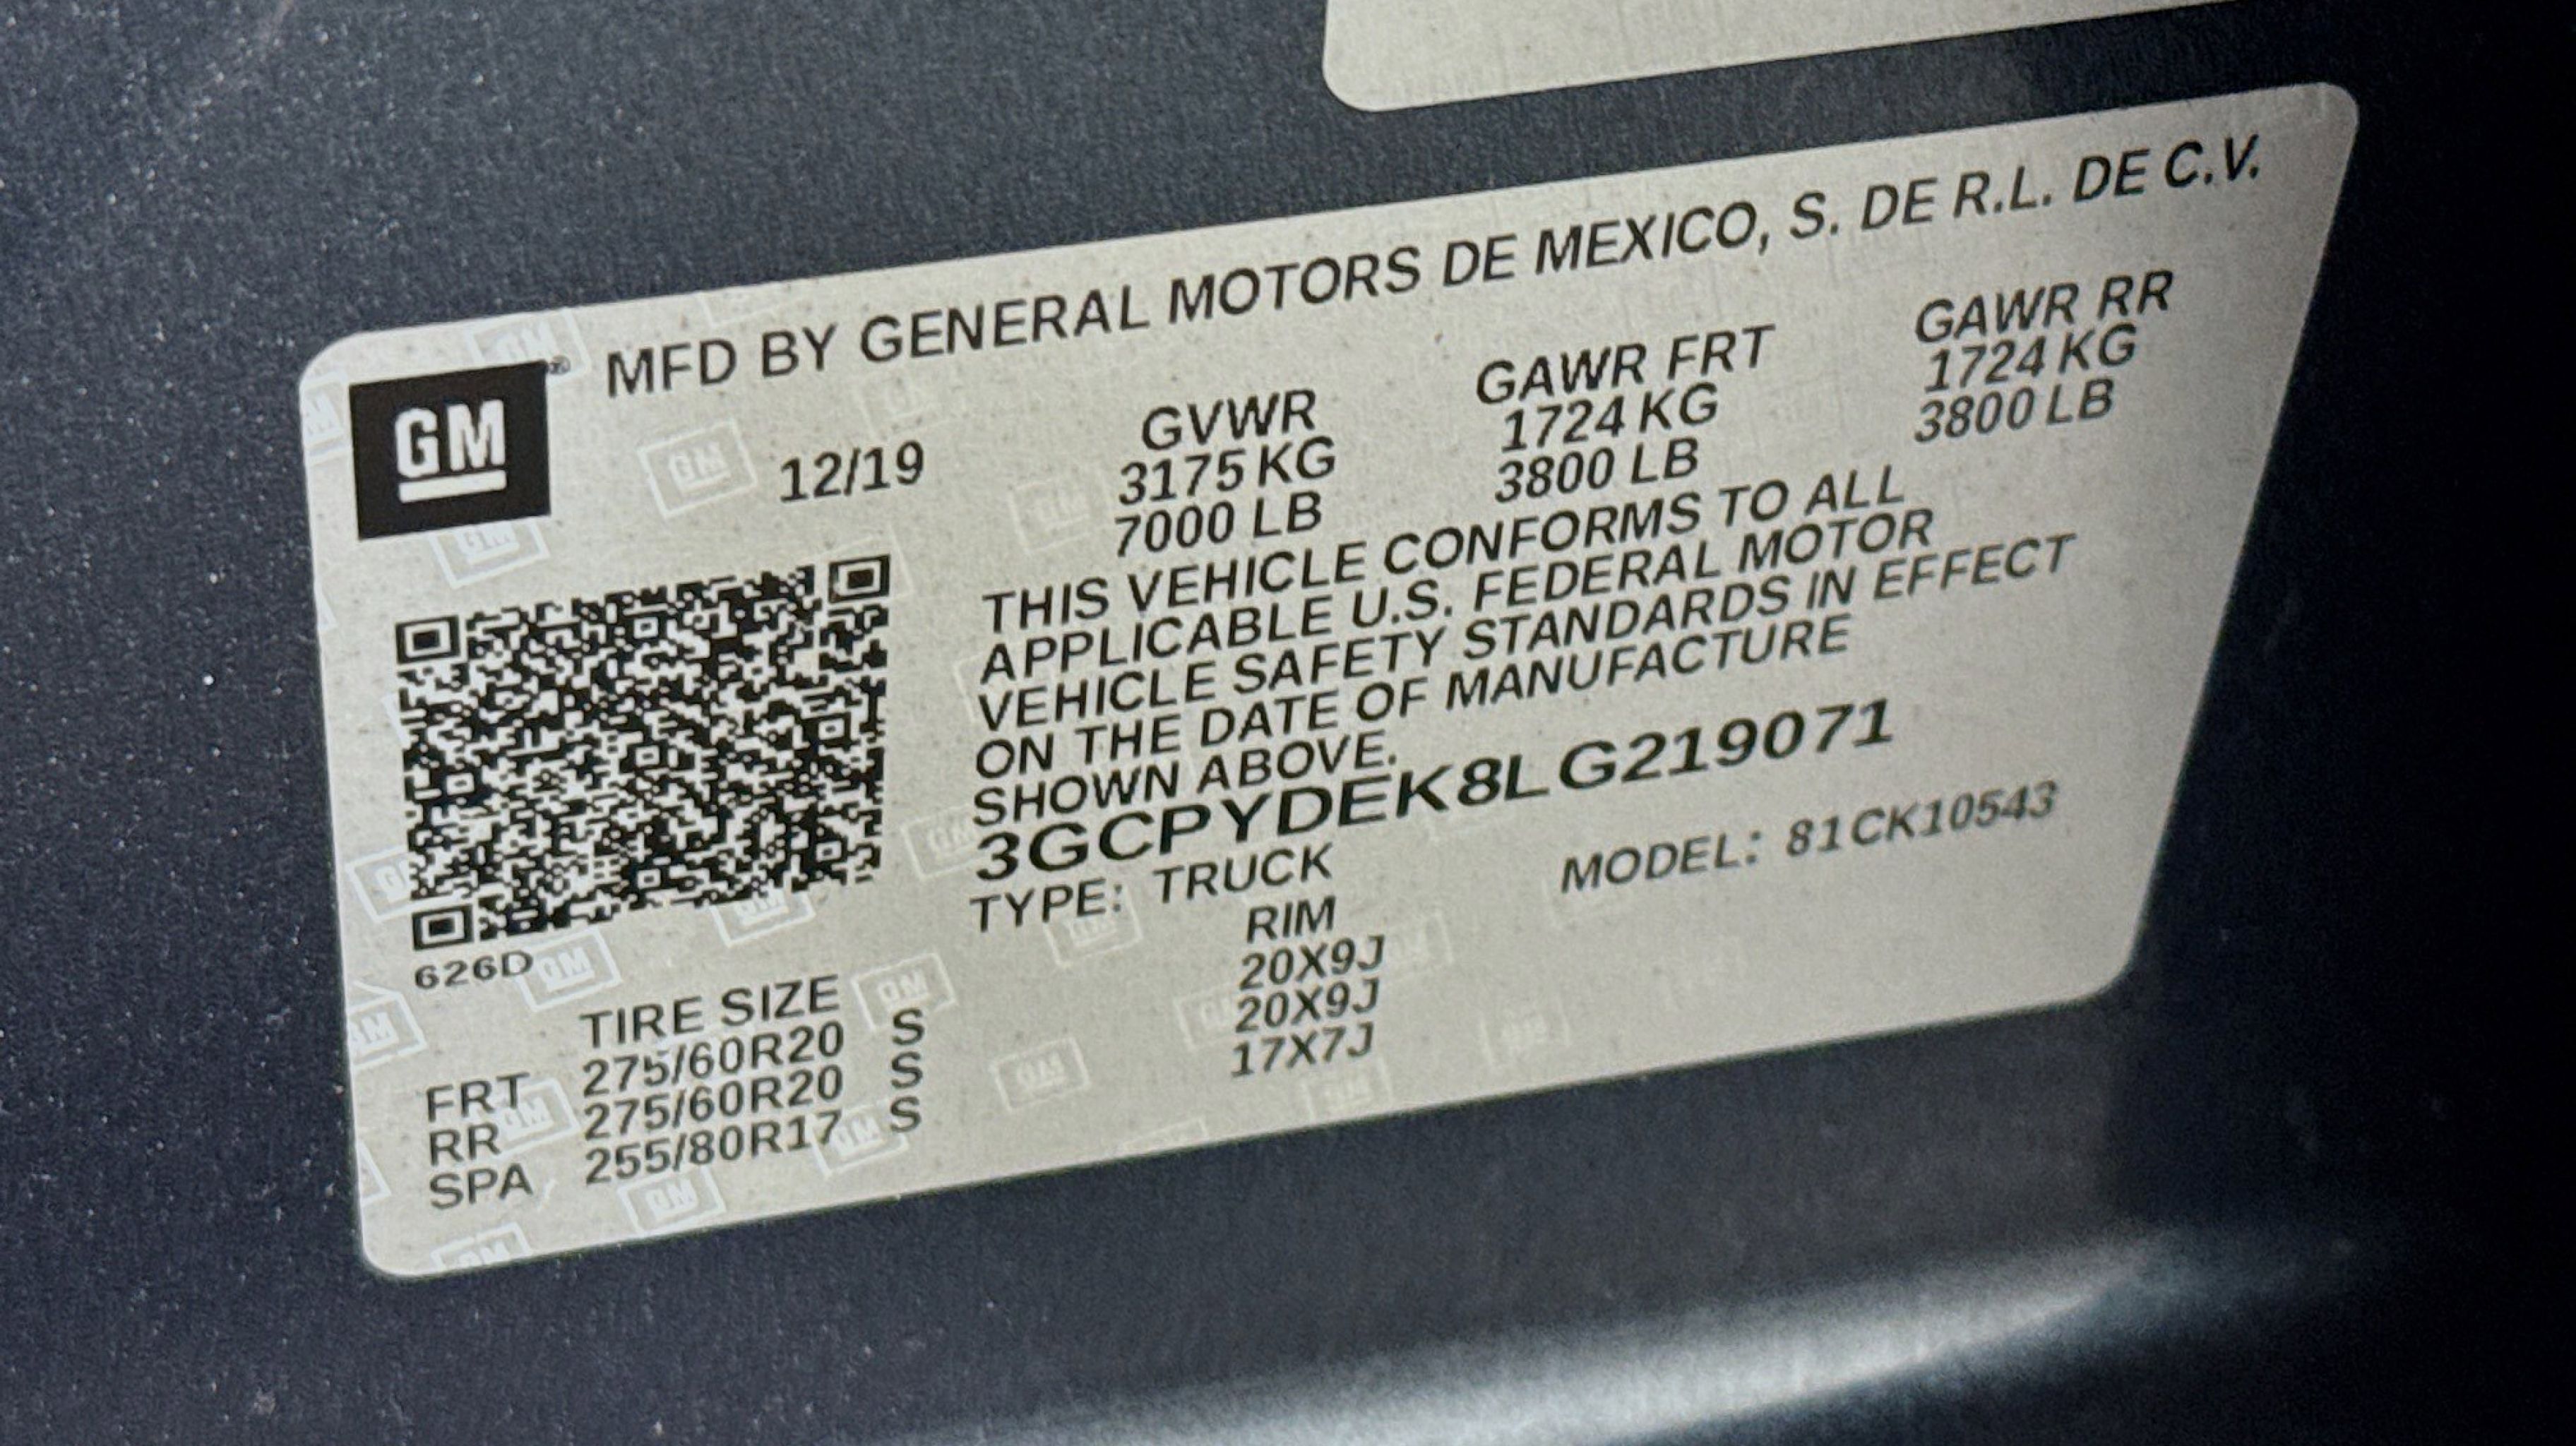 GM
MFD BY GENERAL MOTORS DE MEXICO, S. DE R.L. DE C.V.
12/19
GVWR GAWR FRT GAWR RR
3175 KG 1724 KG 1724 KG
7000 LB 3800 LB 3800 LB
THIS VEHICLE CONFORMS TO ALL
APPLICABLE U.S. FEDERAL MOTOR
VEHICLE SAFETY STANDARDS IN EFFECT
ON THE DATE OF MANUFACTURE
SHOWN ABOVE.
3GCPYDEK8LG219071
TYPE: TRUCK MODEL: 81CK10543
626D
TIRE SIZE RIM
FRT 275/60R20 S 20X9J
RR 275/60R20 S 20X9J
SPA 255/80R17 S 17X7J